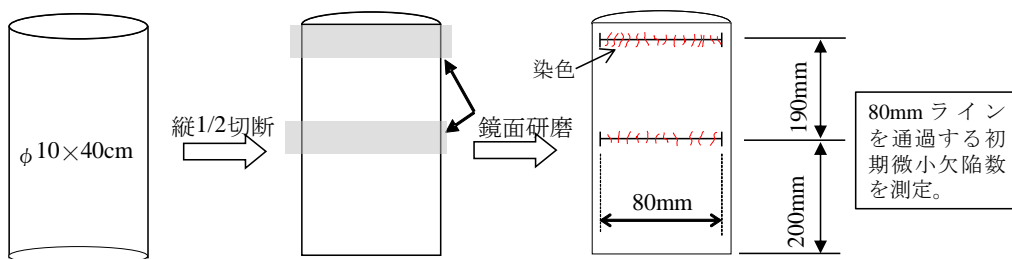 φ10×40cm
縦1/2切断
鏡面研磨
染色
80mm
190mm
200mm
80mm ライン
を通過する初
期微小欠陥数
を測定。